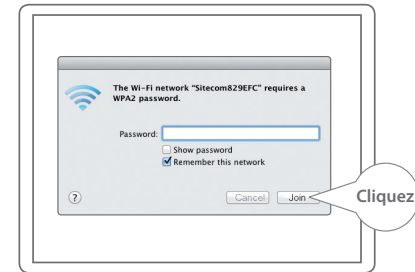 The Wi-Fi network “Sitecom829EFC” requires a
WPA2 password.
Password:
Show password
Remember this network
?
Cancel
Join
Cliquez